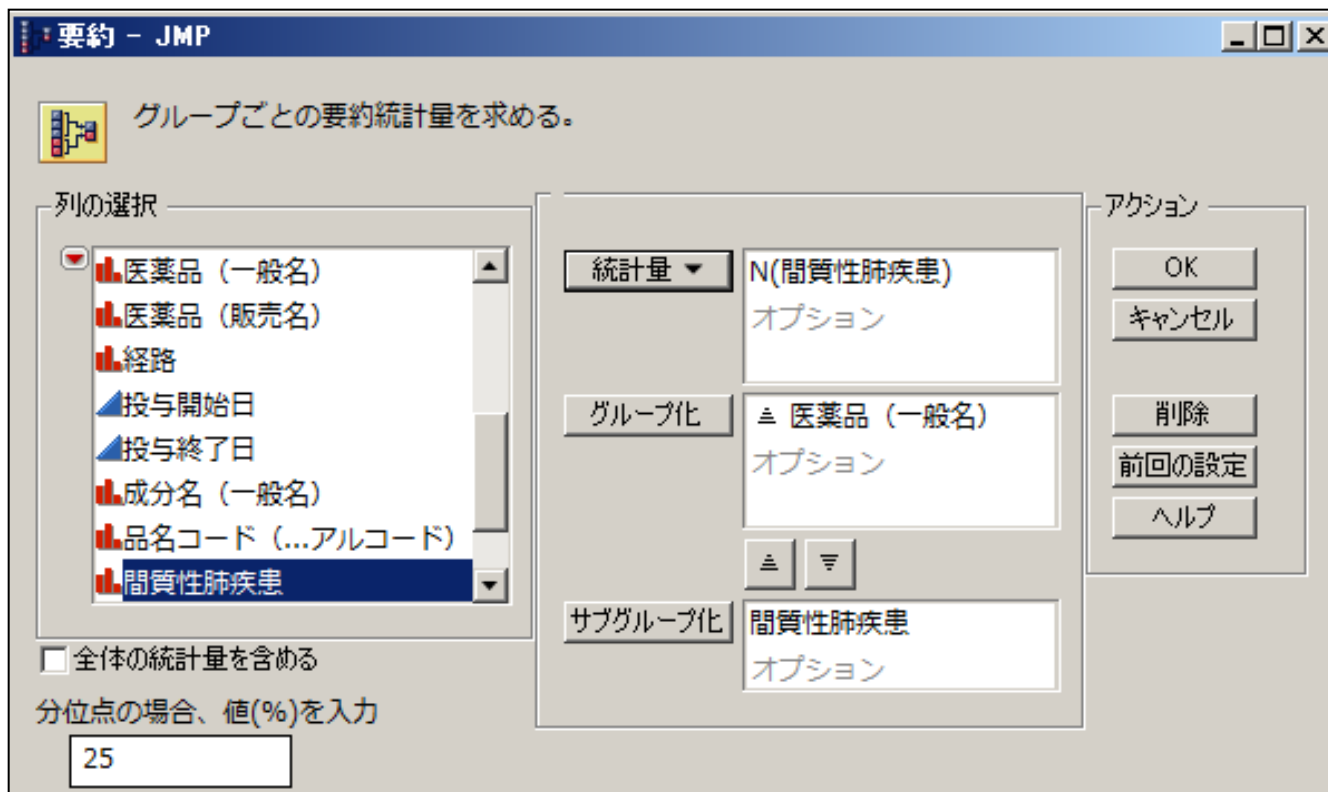 要約 - JMP
グループごとの要約統計量を求める。
列の選択
医薬品（一般名）
医薬品（販売名）
経路
投与開始日
投与終了日
成分名（一般名）
品名コード（...アルコード）
間質性肺疾患
全体の統計量を含める
分位点の場合、値(%)を入力
25
統計量
N(間質性肺疾患)
オプション
グループ化
医薬品（一般名）
オプション
サブグループ化
間質性肺疾患
オプション
アクション
OK
キャンセル
削除
前回の設定
ヘルプ